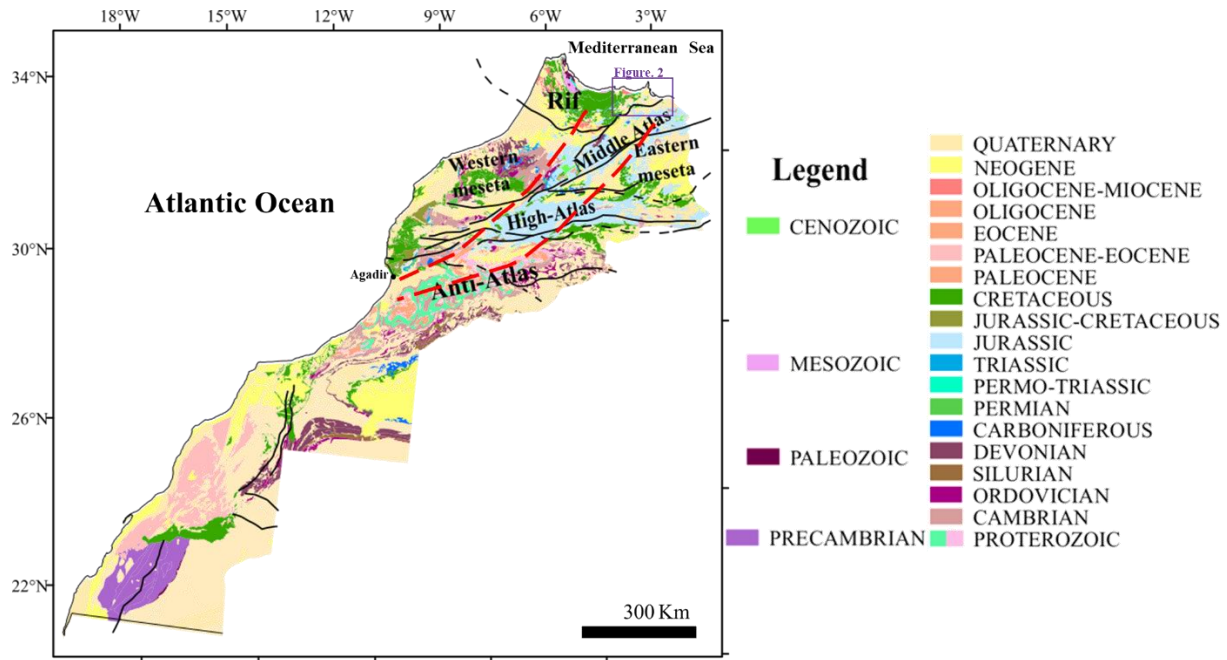 18°W 15°W 12°W 9°W 6°W 3°W
Mediterranean Sea
34°N
Figure. 2
Rif
Middle Atlas
Western
meseta
Eastern
meseta
Atlantic Ocean
High-Atlas
30°N
Agadir
Anti-Atlas
26°N
22°N
300 Km
Legend
CENOZOIC
MESOZOIC
PALEOZOIC
PRECAMBRIAN
QUATERNARY
NEOGENE
OLIGOCENE-MIOCENE
OLIGOCENE
EOCENE
PALEOCENE-EOCENE
PALEOCENE
CRETACEOUS
JURASSIC-CRETACEOUS
JURASSIC
TRIASSIC
PERMO-TRIASSIC
PERMIAN
CARBONIFEROUS
DEVONIAN
SILURIAN
ORDOVICIAN
CAMBRIAN
PROTEROZOIC